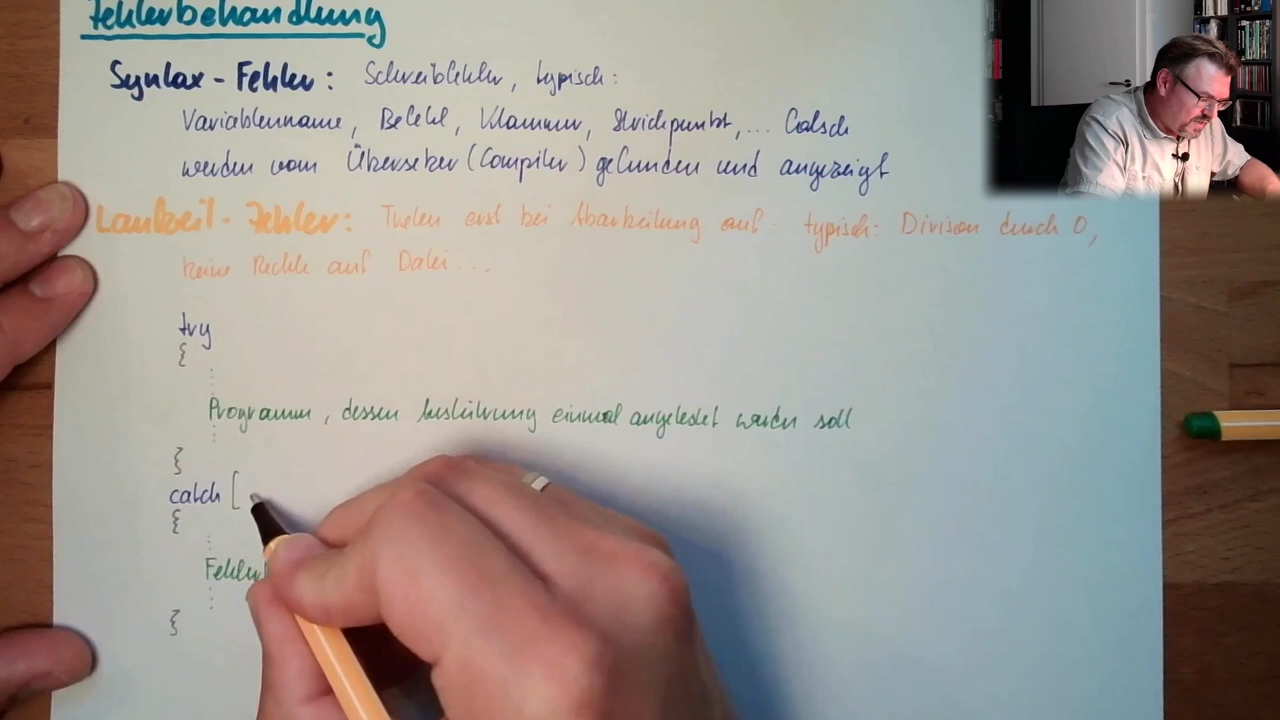 Fehlerbehandlung
Syntax-Fehler: Schreibfehler, typisch:
Variablenname, Befehl, Klammer, Strichpunkt, ... falsch
werden vom Übersetzer (Compiler) gefunden und angezeigt
Laufzeit-Fehler: Treten erst bei Abarbeitung auf: typisch: Division durch 0,
keine Rechte auf Datei ...
try
{
Programm, dessen Ausführung einmal angetestet werden soll
}
catch [
{
Fehler
}